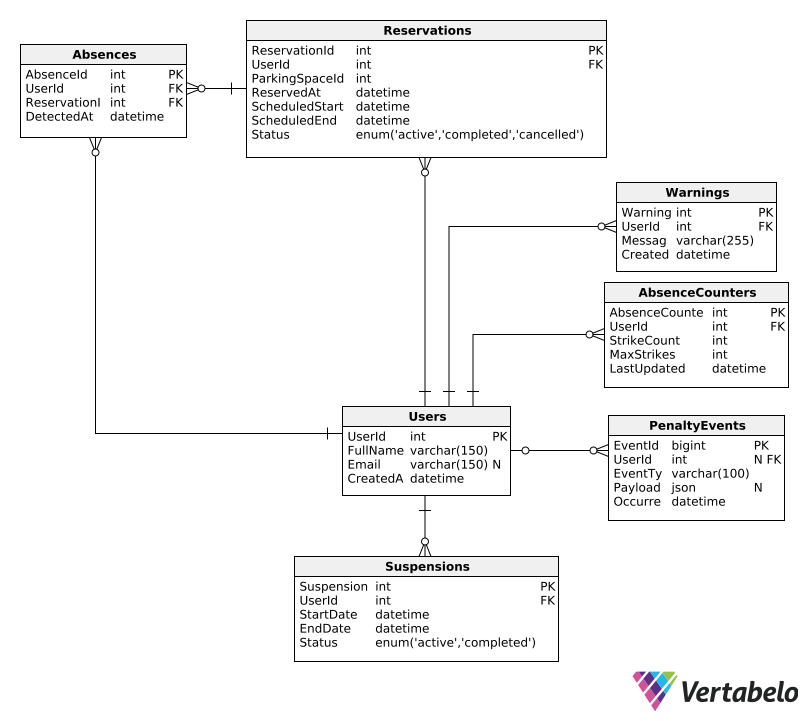 Reservations
ReservationId int PK
UserId int FK
ParkingSpaceId int
ReservedAt datetime
ScheduledStart datetime
ScheduledEnd datetime
Status enum('active','completed','cancelled')
Absences
AbsenceId int PK
UserId int FK
ReservationI int FK
DetectedAt datetime
Warnings
Warning int PK
UserId int FK
Messag varchar(255)
Created datetime
AbsenceCounters
AbsenceCounte int PK
UserId int FK
StrikeCount int
MaxStrikes int
LastUpdated datetime
Users
UserId int PK
FullName varchar(150)
Email varchar(150) N
CreatedA datetime
PenaltyEvents
EventId bigint PK
UserId int N FK
EventTy varchar(100)
Payload json N
Occurre datetime
Suspensions
Suspension int PK
UserId int FK
StartDate datetime
EndDate datetime
Status enum('active','completed')
Vertabelo